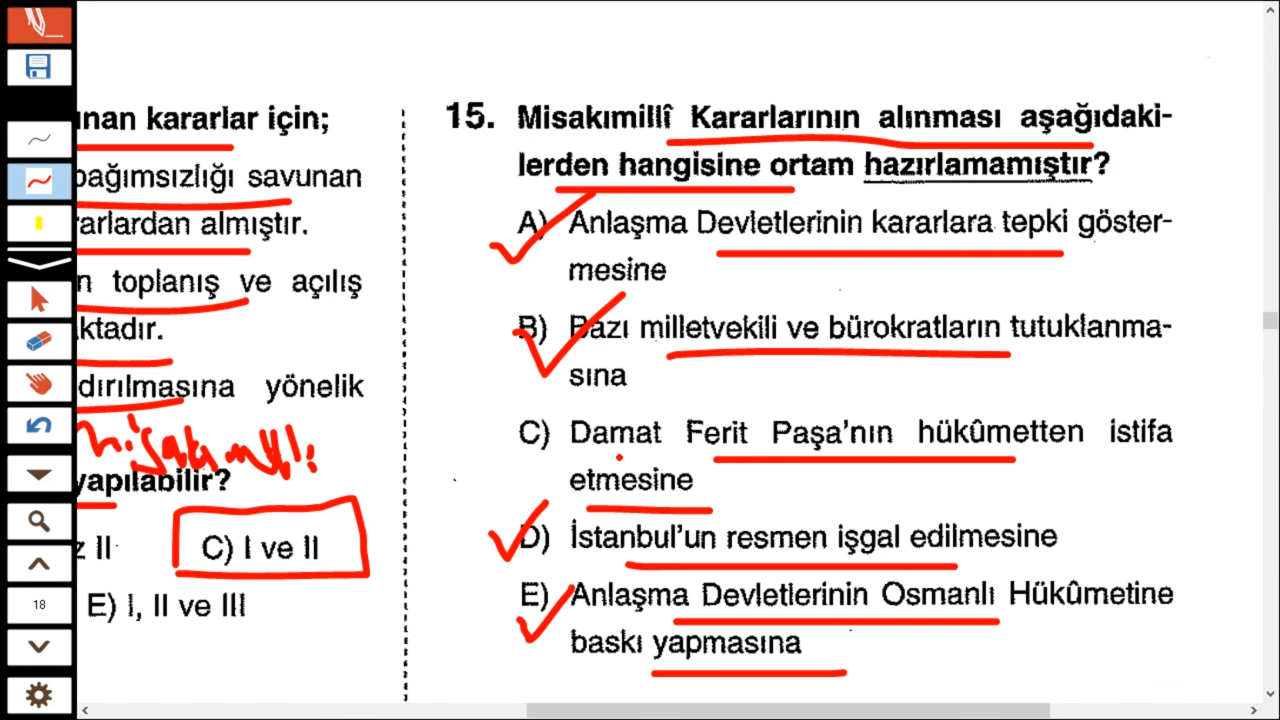 unan kararlar için;
bağımsızlığı savunan
rarlardan almıştır.
n toplanış ve açılış
ktadır.
dırılmasına yönelik
misakımilli
yapılabilir?
z II
C) I ve II
E) I, II ve III
15. Misakımillî Kararlarının alınması aşağıdaki-
lerden hangisine ortam hazırlamamıştır?
A) Anlaşma Devletlerinin kararlara tepki göster-
mesine
B) Bazı milletvekili ve bürokratların tutuklanma-
sına
C) Damat Ferit Paşa'nın hükûmetten istifa
etmesine
D) İstanbul'un resmen işgal edilmesine
E) Anlaşma Devletlerinin Osmanlı Hükûmetine
baskı yapmasına
18